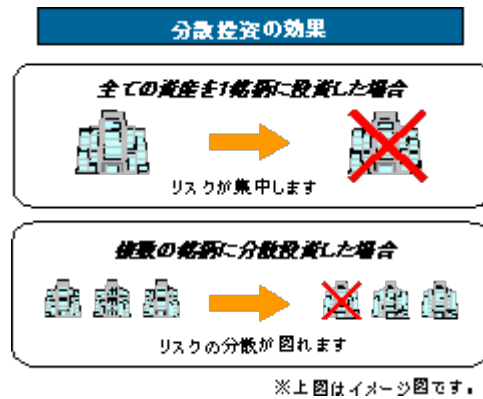 分散投資の効果
全ての資産を1銘柄に投資した場合
リスクが集中します
複数の銘柄に分散投資した場合
リスクの分散が図れます
※上図はイメージ図です。